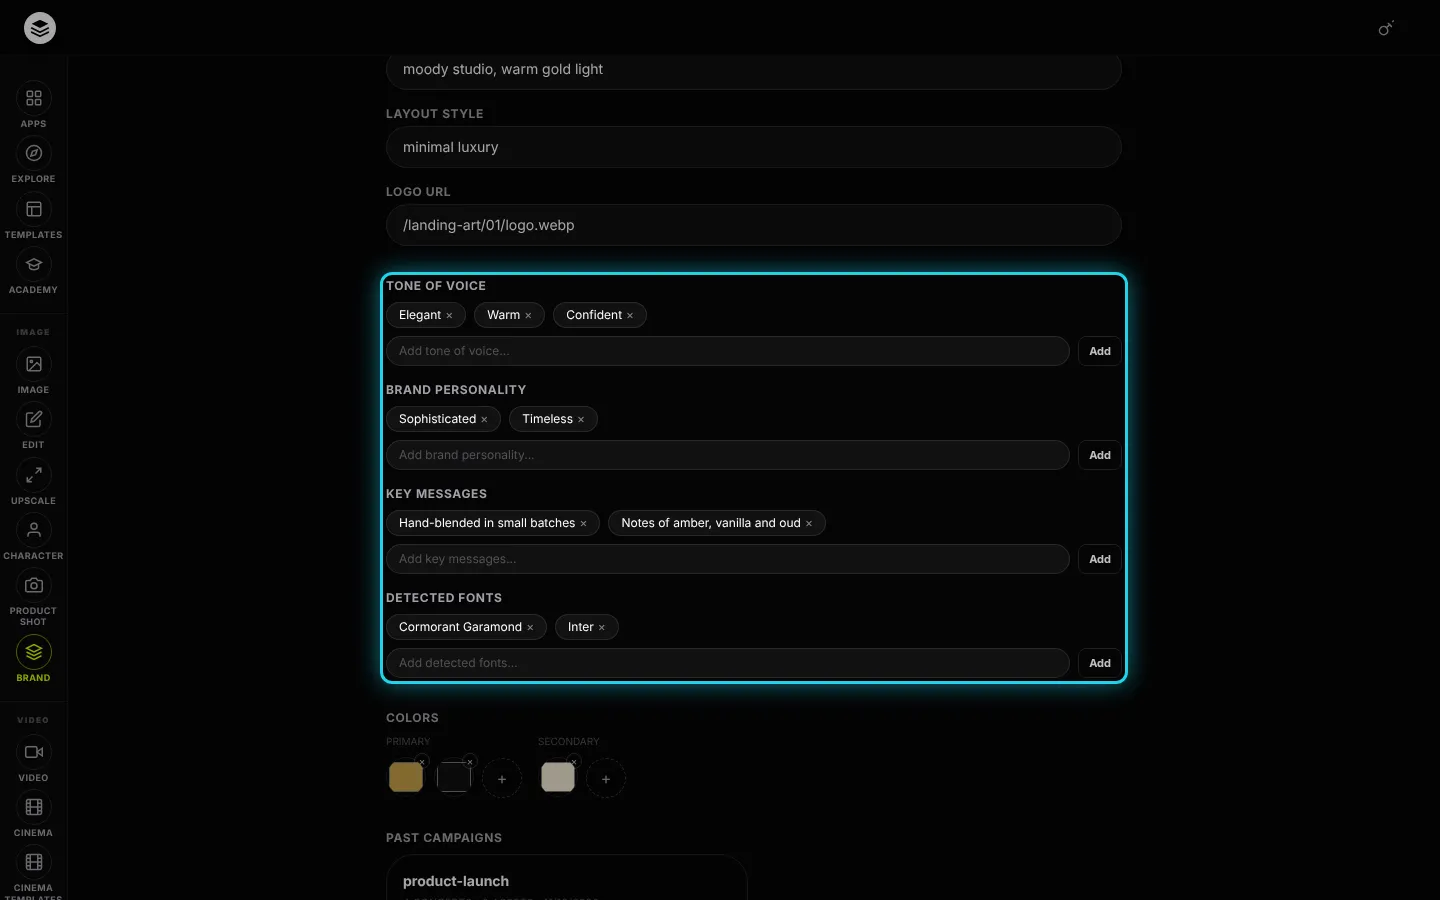 moody studio, warm gold light
LAYOUT STYLE
minimal luxury
LOGO URL
/landing-art/01/logo.webp
TONE OF VOICE
Elegant × Warm × Confident ×
Add tone of voice... Add
BRAND PERSONALITY
Sophisticated × Timeless ×
Add brand personality... Add
KEY MESSAGES
Hand-blended in small batches × Notes of amber, vanilla and oud ×
Add key messages... Add
DETECTED FONTS
Cormorant Garamond × Inter ×
Add detected fonts... Add
COLORS
PRIMARY SECONDARY
× × + × +
PAST CAMPAIGNS
product-launch
APPS
EXPLORE
TEMPLATES
ACADEMY
IMAGE
IMAGE
EDIT
UPSCALE
CHARACTER
PRODUCT
SHOT
BRAND
VIDEO
VIDEO
CINEMA
CINEMA
TEMPLATES